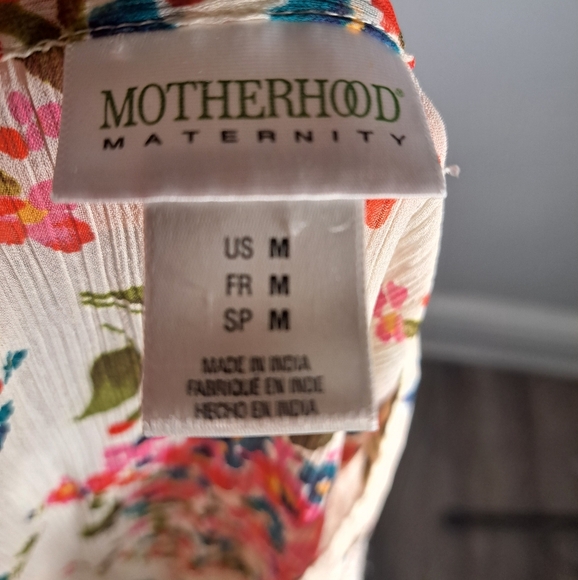 MOTHERHOOD®
MATERNITY
US M
FR M
SP M
MADE IN INDIA
FABRIQUÉ EN INDE
HECHO EN INDIA